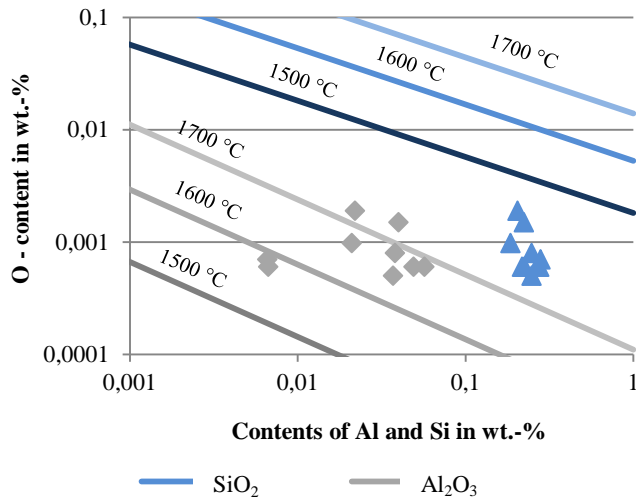 0,1
0,01
0,001
0,0001
O - content in wt.-%
1700 °C
1600 °C
1500 °C
1700 °C
1600 °C
1500 °C
0,001 0,01 0,1 1
Contents of Al and Si in wt.-%
SiO₂ Al₂O₃